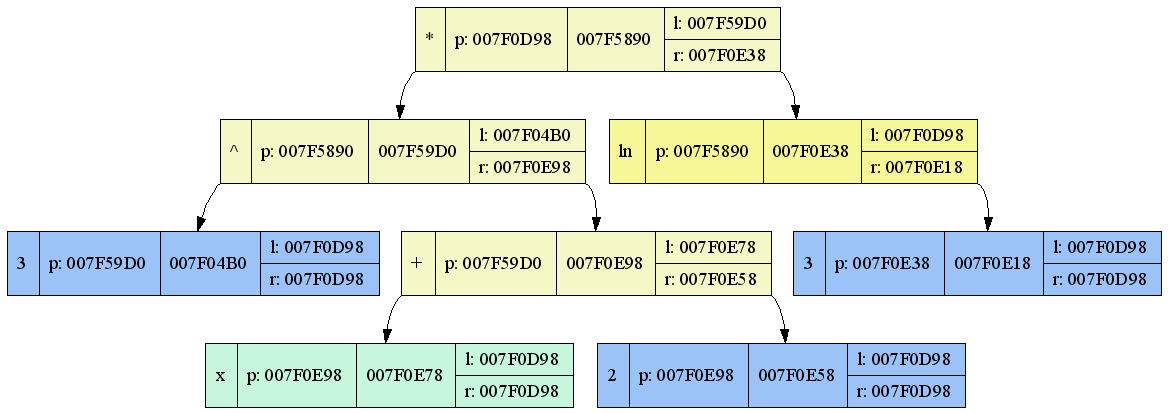 * p: 007F0D98 007F5890 l: 007F59D0
r: 007F0E38
^ p: 007F5890 007F59D0 l: 007F04B0
r: 007F0E98
ln p: 007F5890 007F0E38 l: 007F0D98
r: 007F0E18
3 p: 007F59D0 007F04B0 l: 007F0D98
r: 007F0D98
+ p: 007F59D0 007F0E98 l: 007F0E78
r: 007F0E58
3 p: 007F0E38 007F0E18 l: 007F0D98
r: 007F0D98
x p: 007F0E98 007F0E78 l: 007F0D98
r: 007F0D98
2 p: 007F0E98 007F0E58 l: 007F0D98
r: 007F0D98